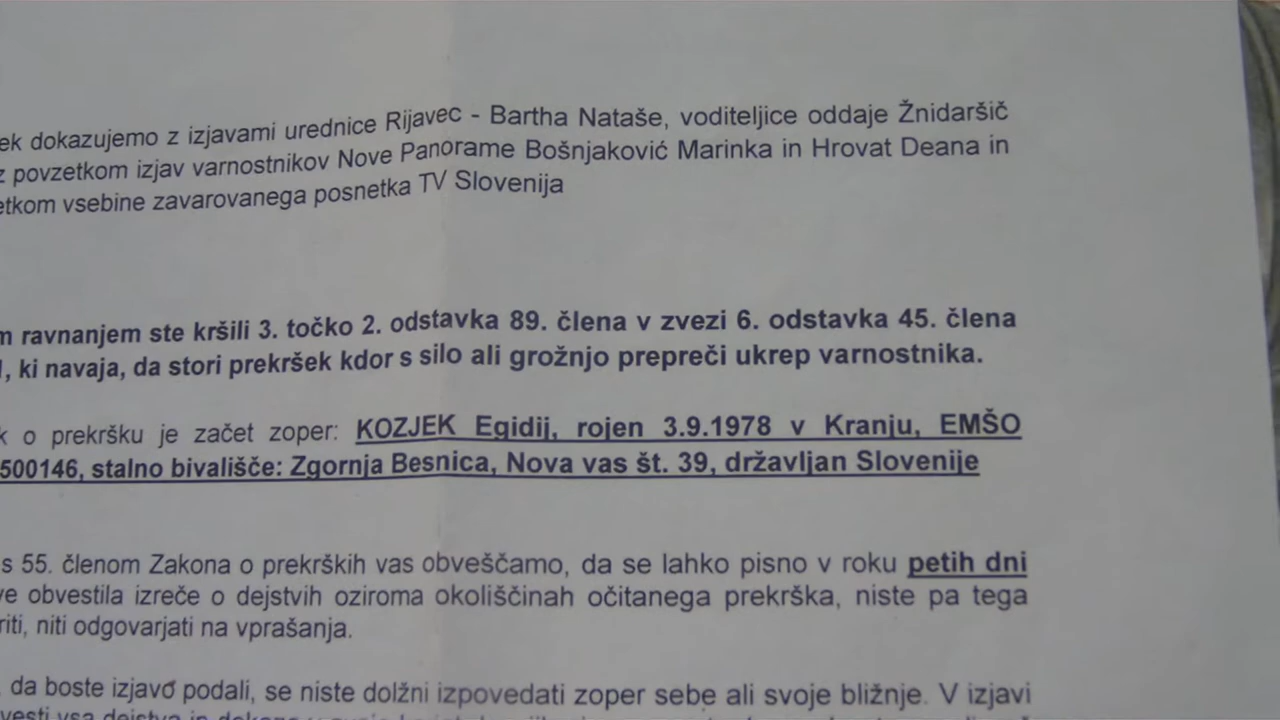 ek dokazujemo z izjavami urednice Rijavec - Bartha Nataše, voditeljice oddaje Žnidaršič
z povzetkom izjav varnostnikov Nove Panorame Bošnjaković Marinka in Hrovat Deana in
etkom vsebine zavarovanega posnetka TV Slovenija
m ravnanjem ste kršili 3. točko 2. odstavka 89. člena v zvezi 6. odstavka 45. člena
, ki navaja, da stori prekršek kdor s silo ali grožnjo prepreči ukrep varnostnika.
k o prekršku je začet zoper: KOZJEK Egidij, rojen 3.9.1978 v Kranju, EMŠO
500146, stalno bivališče: Zgornja Besnica, Nova vas št. 39, državljan Slovenije
s 55. členom Zakona o prekrških vas obveščamo, da se lahko pisno v roku petih dni
ve obvestila izreče o dejstvih oziroma okoliščinah očitanega prekrška, niste pa tega
riti, niti odgovarjati na vprašanja.
da boste izjavo podali, se niste dolžni izpovedati zoper sebe ali svoje bližnje. V izjavi